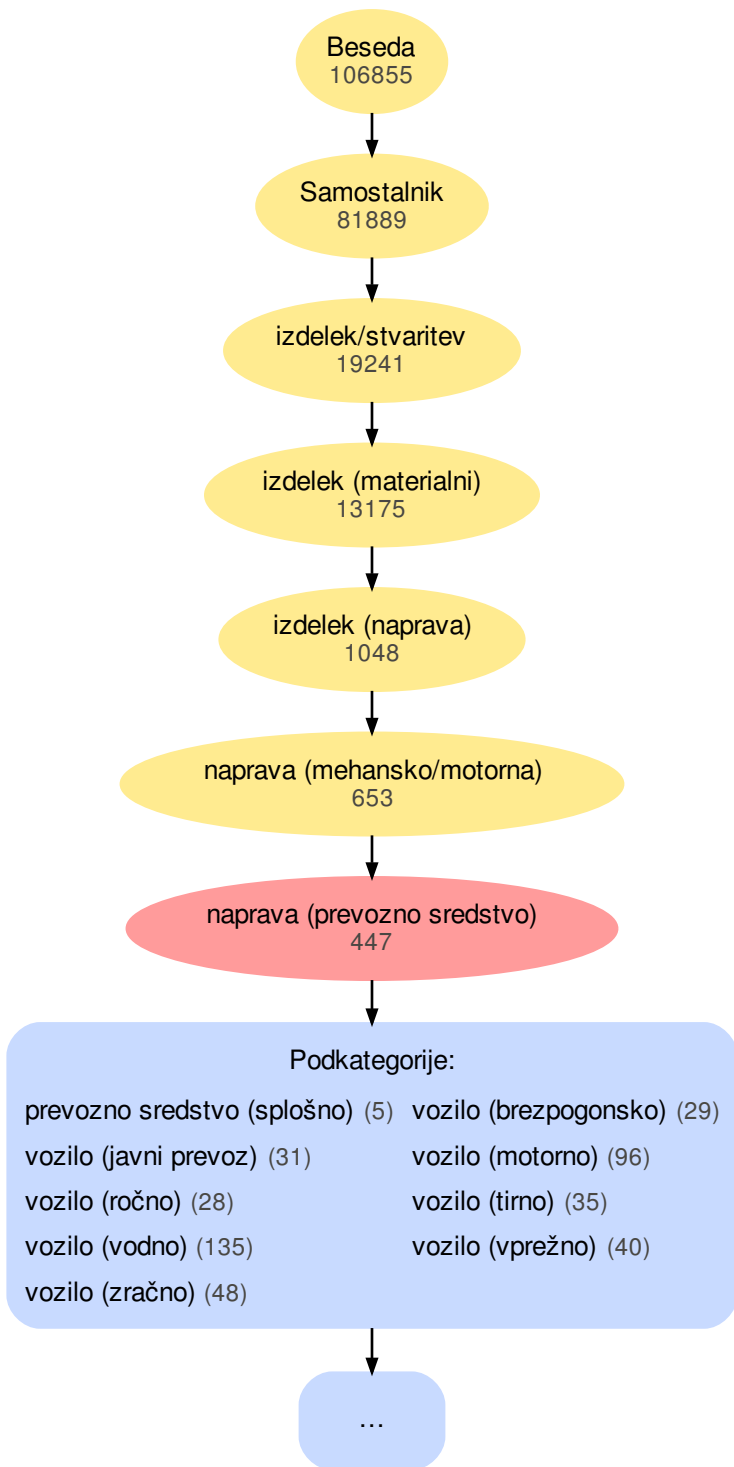 Beseda
106855
Samostalnik
81889
izdelek/stvaritev
19241
izdelek (materialni)
13175
izdelek (naprava)
1048
naprava (mehansko/motorna)
653
naprava (prevozno sredstvo)
447
Podkategorije:
prevozno sredstvo (splošno) (5) vozilo (brezpogonsko) (29)
vozilo (javni prevoz) (31) vozilo (motorno) (96)
vozilo (ročno) (28) vozilo (tirno) (35)
vozilo (vodno) (135) vozilo (vprežno) (40)
vozilo (zračno) (48)
...